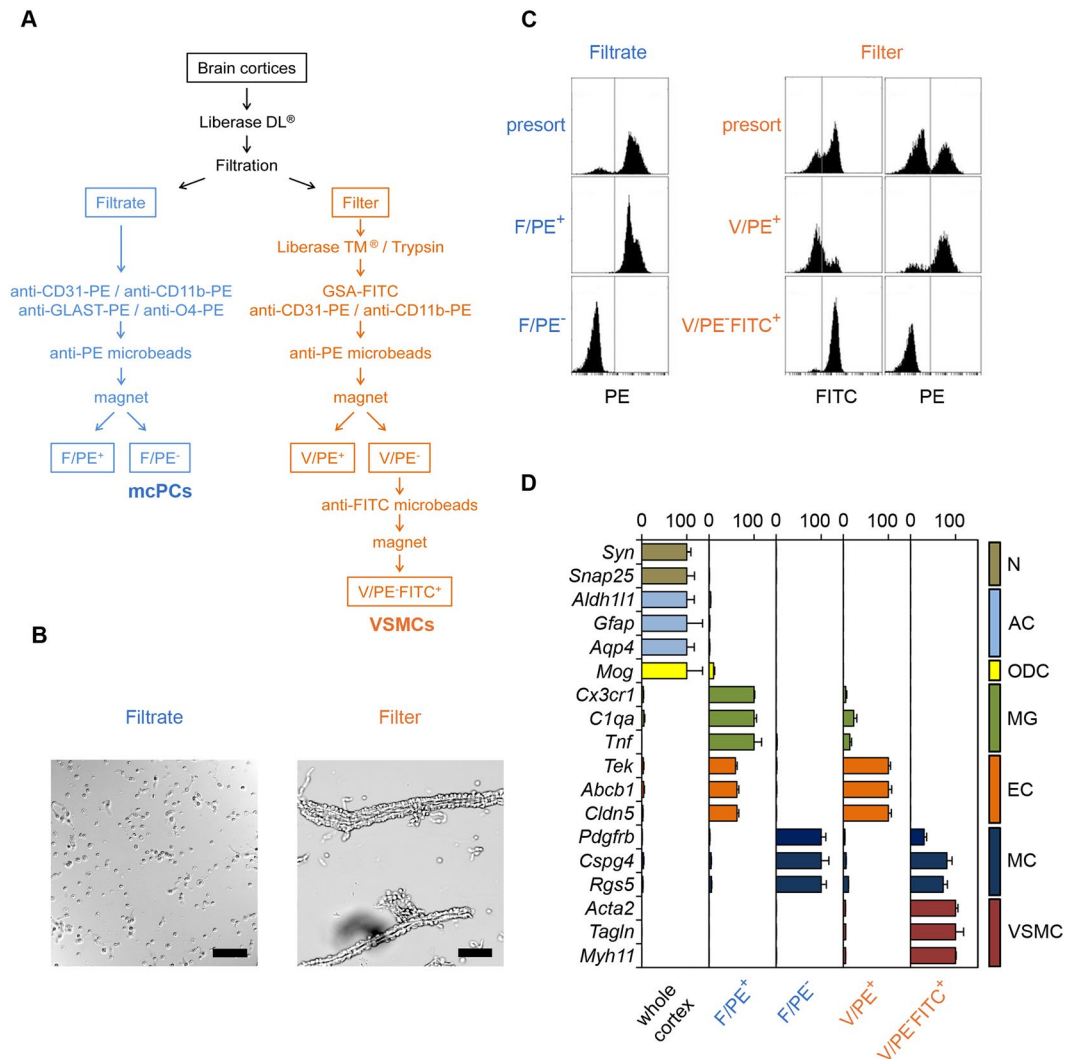 A
Brain cortices
Liberase DL®
Filtration
Filtrate
Filter
Liberase TM® / Trypsin
anti-CD31-PE / anti-CD11b-PE
anti-GLAST-PE / anti-O4-PE
GSA-FITC
anti-CD31-PE / anti-CD11b-PE
anti-PE microbeads
anti-PE microbeads
magnet
magnet
F/PE⁺
F/PE⁻
V/PE⁺
V/PE⁻
mcPCs
anti-FITC microbeads
magnet
V/PE⁻FITC⁺
VSMCs
B
Filtrate
Filter
C
Filtrate
Filter
presort
presort
F/PE⁺
V/PE⁺
F/PE⁻
V/PE⁻FITC⁺
PE
FITC
PE
D
0 100 0 100 0 100 0 100 0 100
Syn
Snap25
N
Aldh1l1
Gfap
Aqp4
AC
Mog
ODC
Cx3cr1
C1qa
Tnf
MG
Tek
Abcb1
Cldn5
EC
Pdgfrb
Cspg4
Rgs5
MC
Acta2
Tagln
Myh11
VSMC
whole
cortex
F/PE⁺
F/PE⁻
V/PE⁺
V/PE⁻FITC⁺